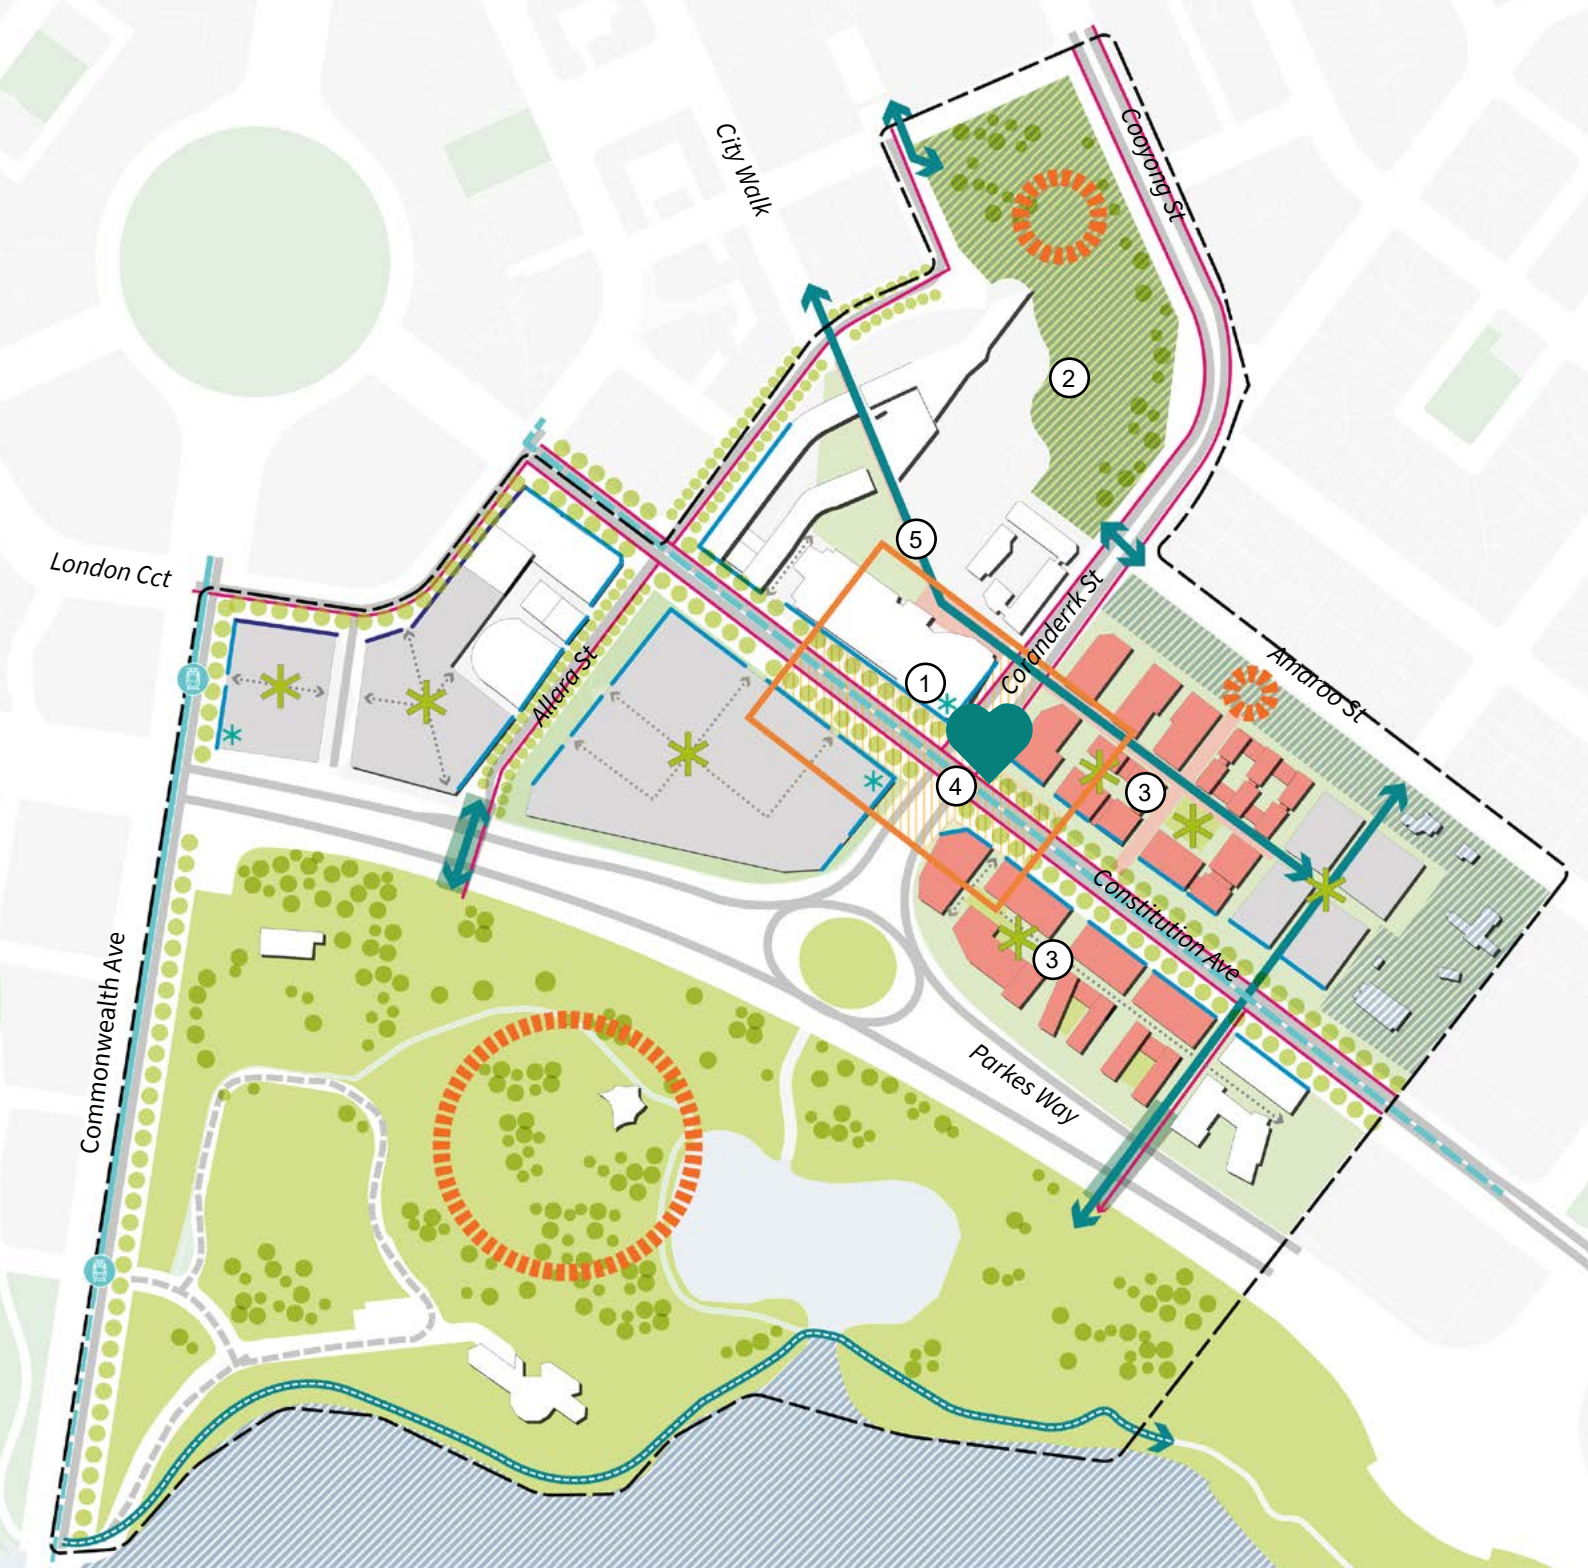 City Walk
Cooyong St
2
5
London Cct
Coranderrk St
Allara St
1
Amaroo St
4
3
Constitution Ave
3
Commonwealth Ave
Parkes Way